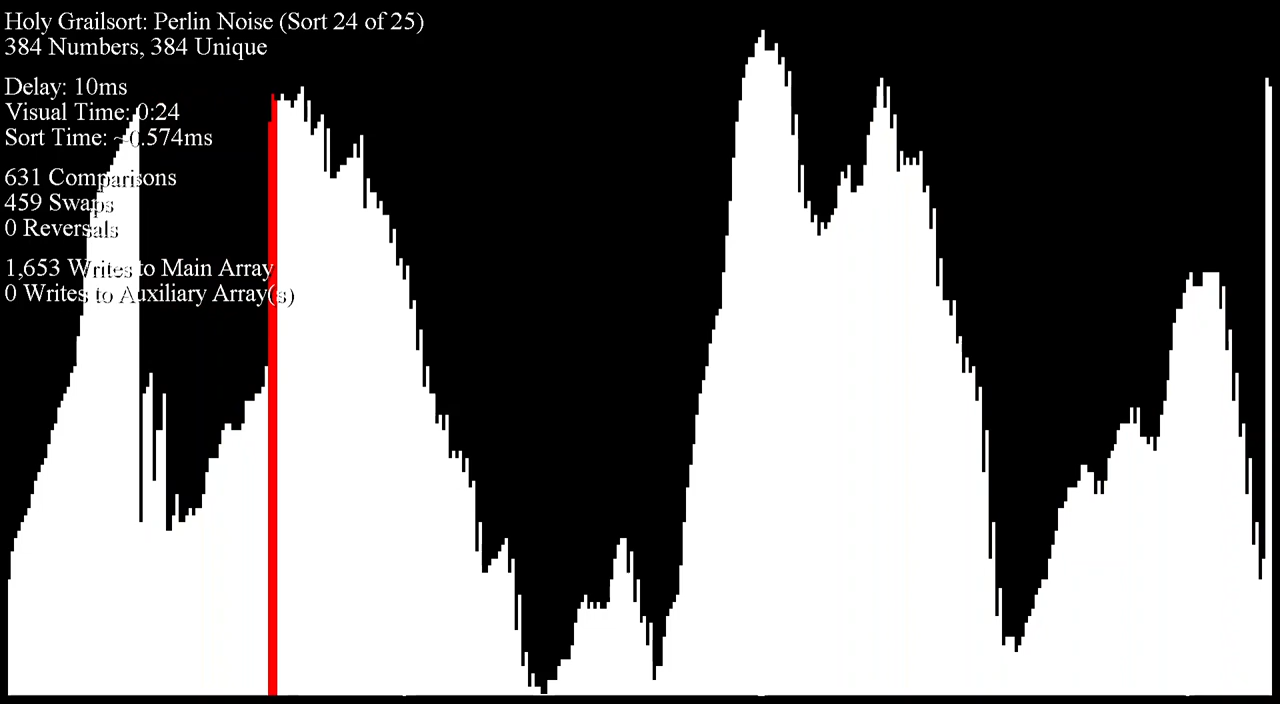 Holy Grailsort: Perlin Noise (Sort 24 of 25)
384 Numbers, 384 Unique
Delay: 10ms
Visual Time: 0:24
Sort Time: ~0.574ms
631 Comparisons
459 Swaps
0 Reversals
1,653 Writes to Main Array
0 Writes to Auxiliary Array(s)